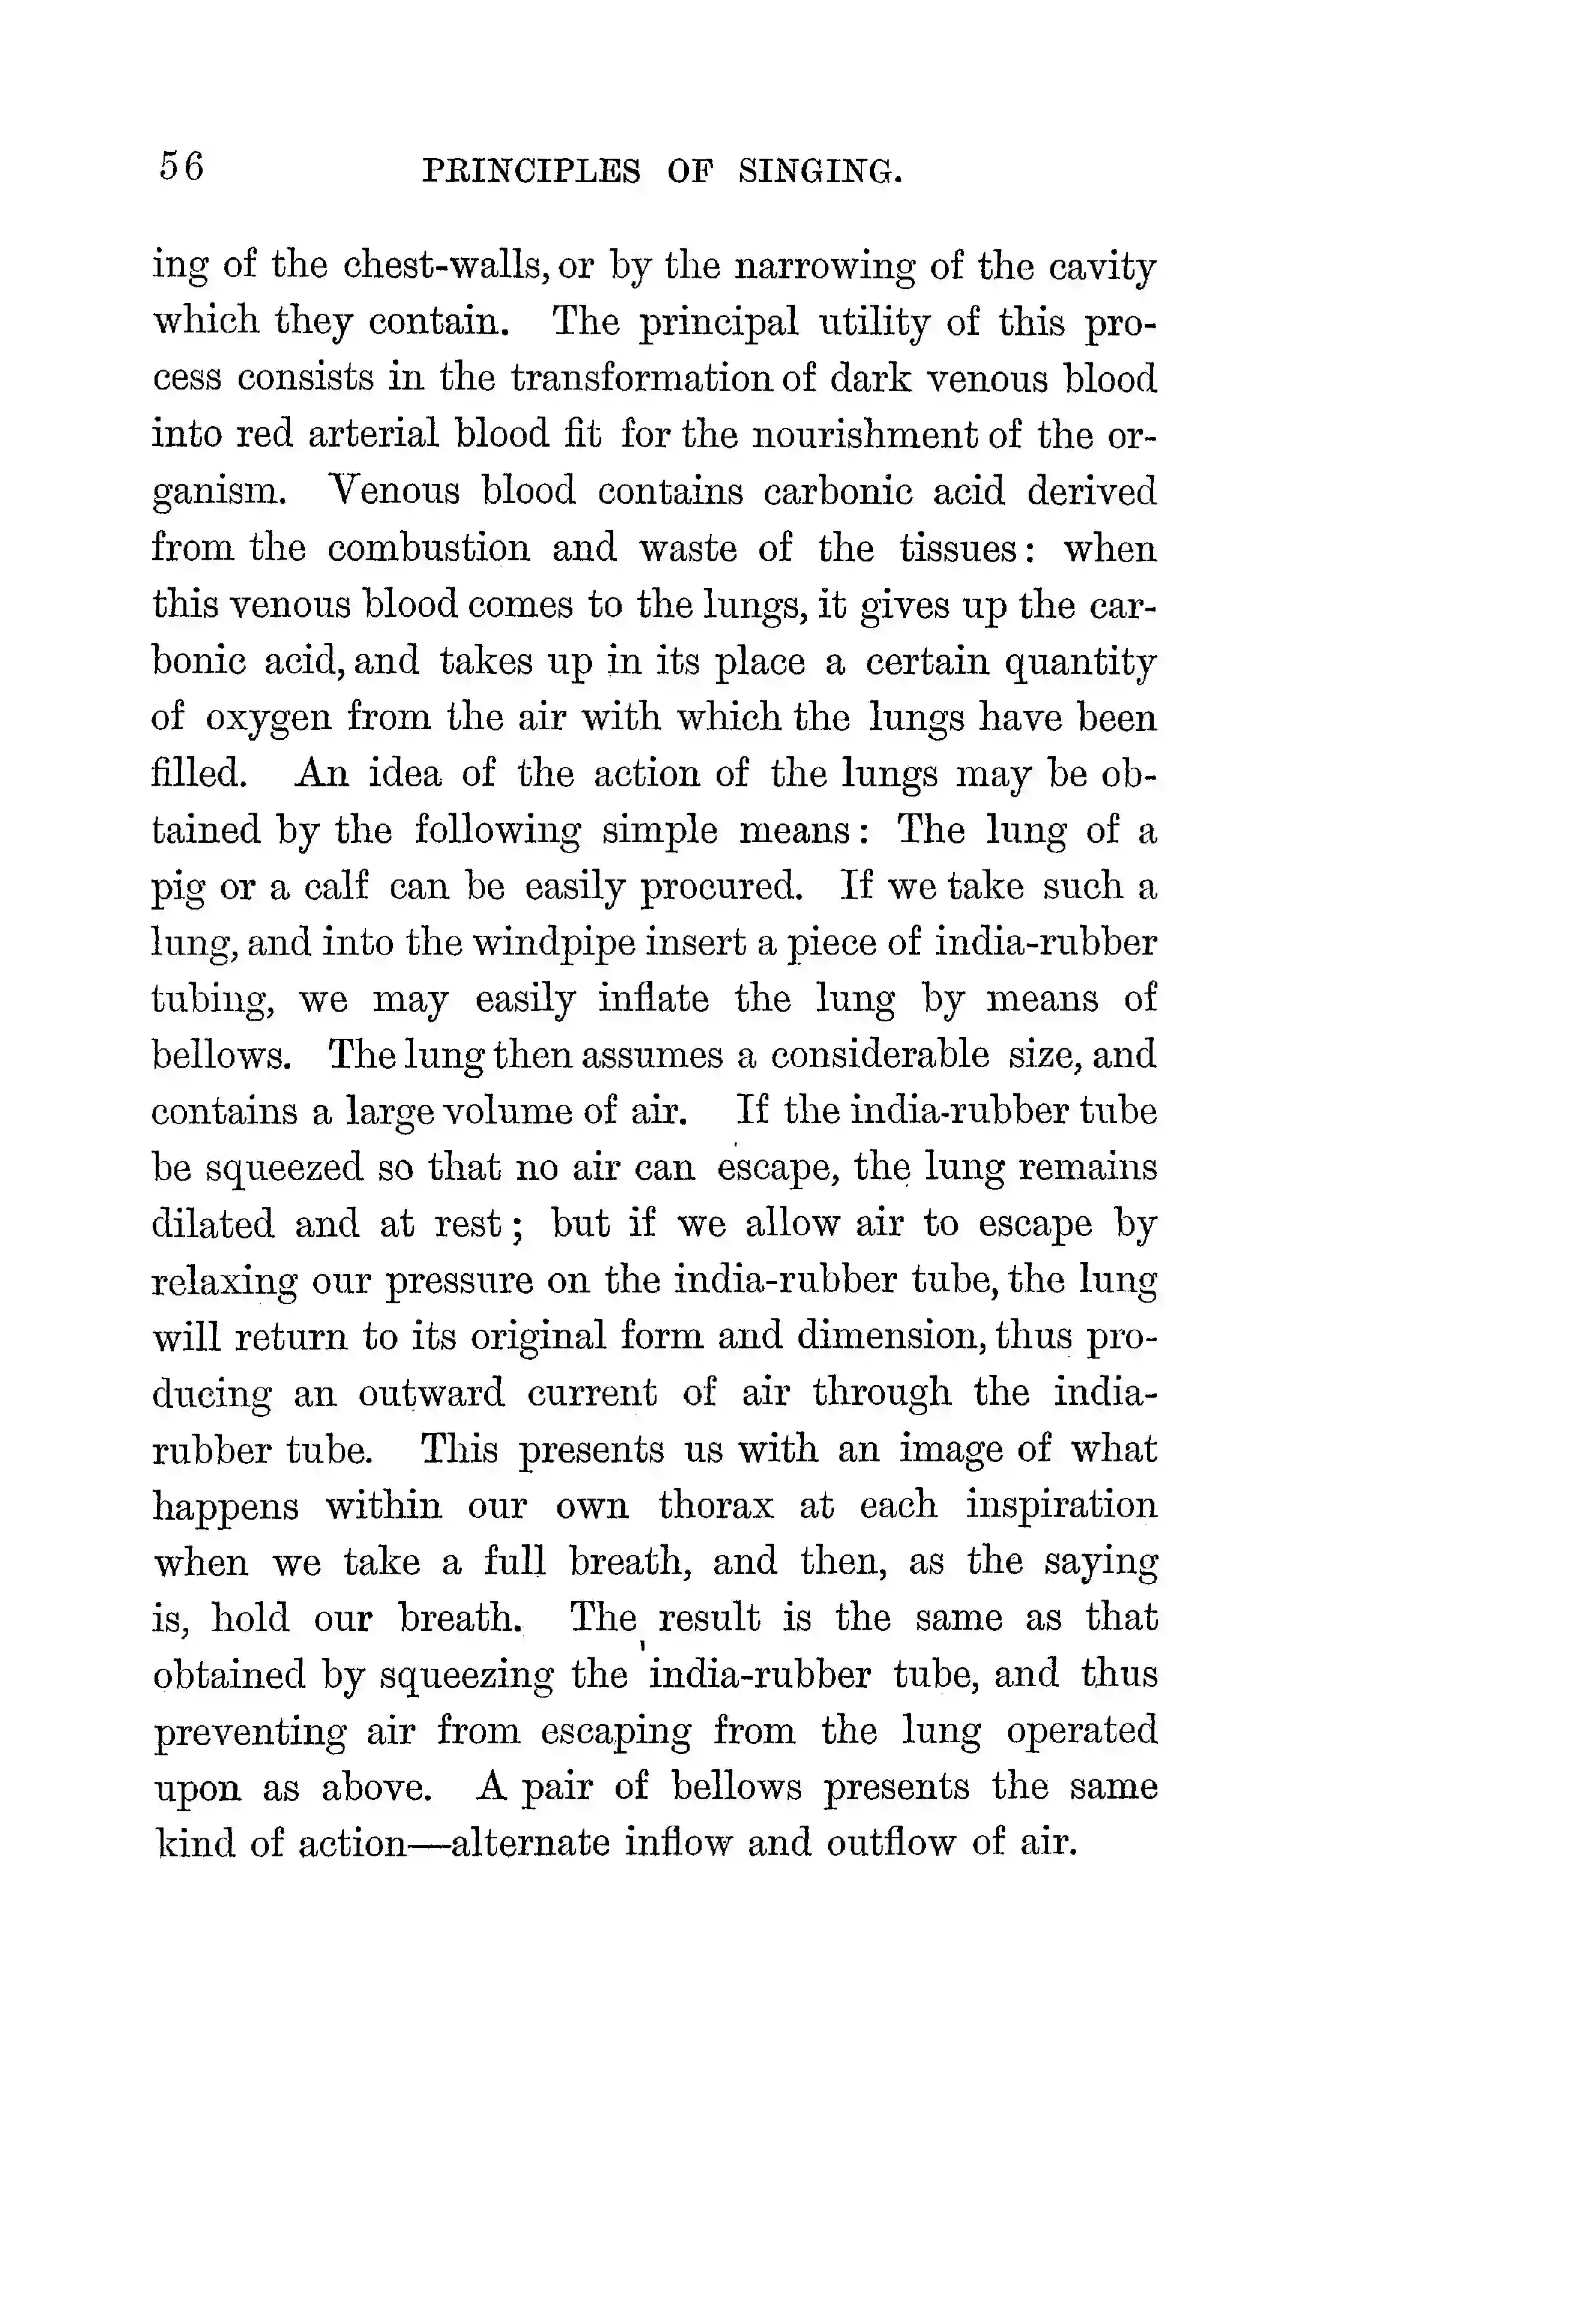 56 PRINCIPLES OF SINGING.
ing of the chest-walls, or by the narrowing of the cavity
which they contain. The principal utility of this pro-
cess consists in the transformation of dark venous blood
into red arterial blood fit for the nourishment of the or-
ganism. Venous blood contains carbonic acid derived
from the combustion and waste of the tissues: when
this venous blood comes to the lungs, it gives up the car-
bonic acid, and takes up in its place a certain quantity
of oxygen from the air with which the lungs have been
filled. An idea of the action of the lungs may be ob-
tained by the following simple means: The lung of a
pig or a calf can be easily procured. If we take such a
lung, and into the windpipe insert a piece of india-rubber
tubing, we may easily inflate the lung by means of
bellows. The lung then assumes a considerable size, and
contains a large volume of air. If the india-rubber tube
be squeezed so that no air can escape, the lung remains
dilated and at rest; but if we allow air to escape by
relaxing our pressure on the india-rubber tube, the lung
will return to its original form and dimension, thus pro-
ducing an outward current of air through the india-
rubber tube. This presents us with an image of what
happens within our own thorax at each inspiration
when we take a full breath, and then, as the saying
is, hold our breath. The result is the same as that
obtained by squeezing the india-rubber tube, and thus
preventing air from escaping from the lung operated
upon as above. A pair of bellows presents the same
kind of action—alternate inflow and outflow of air.